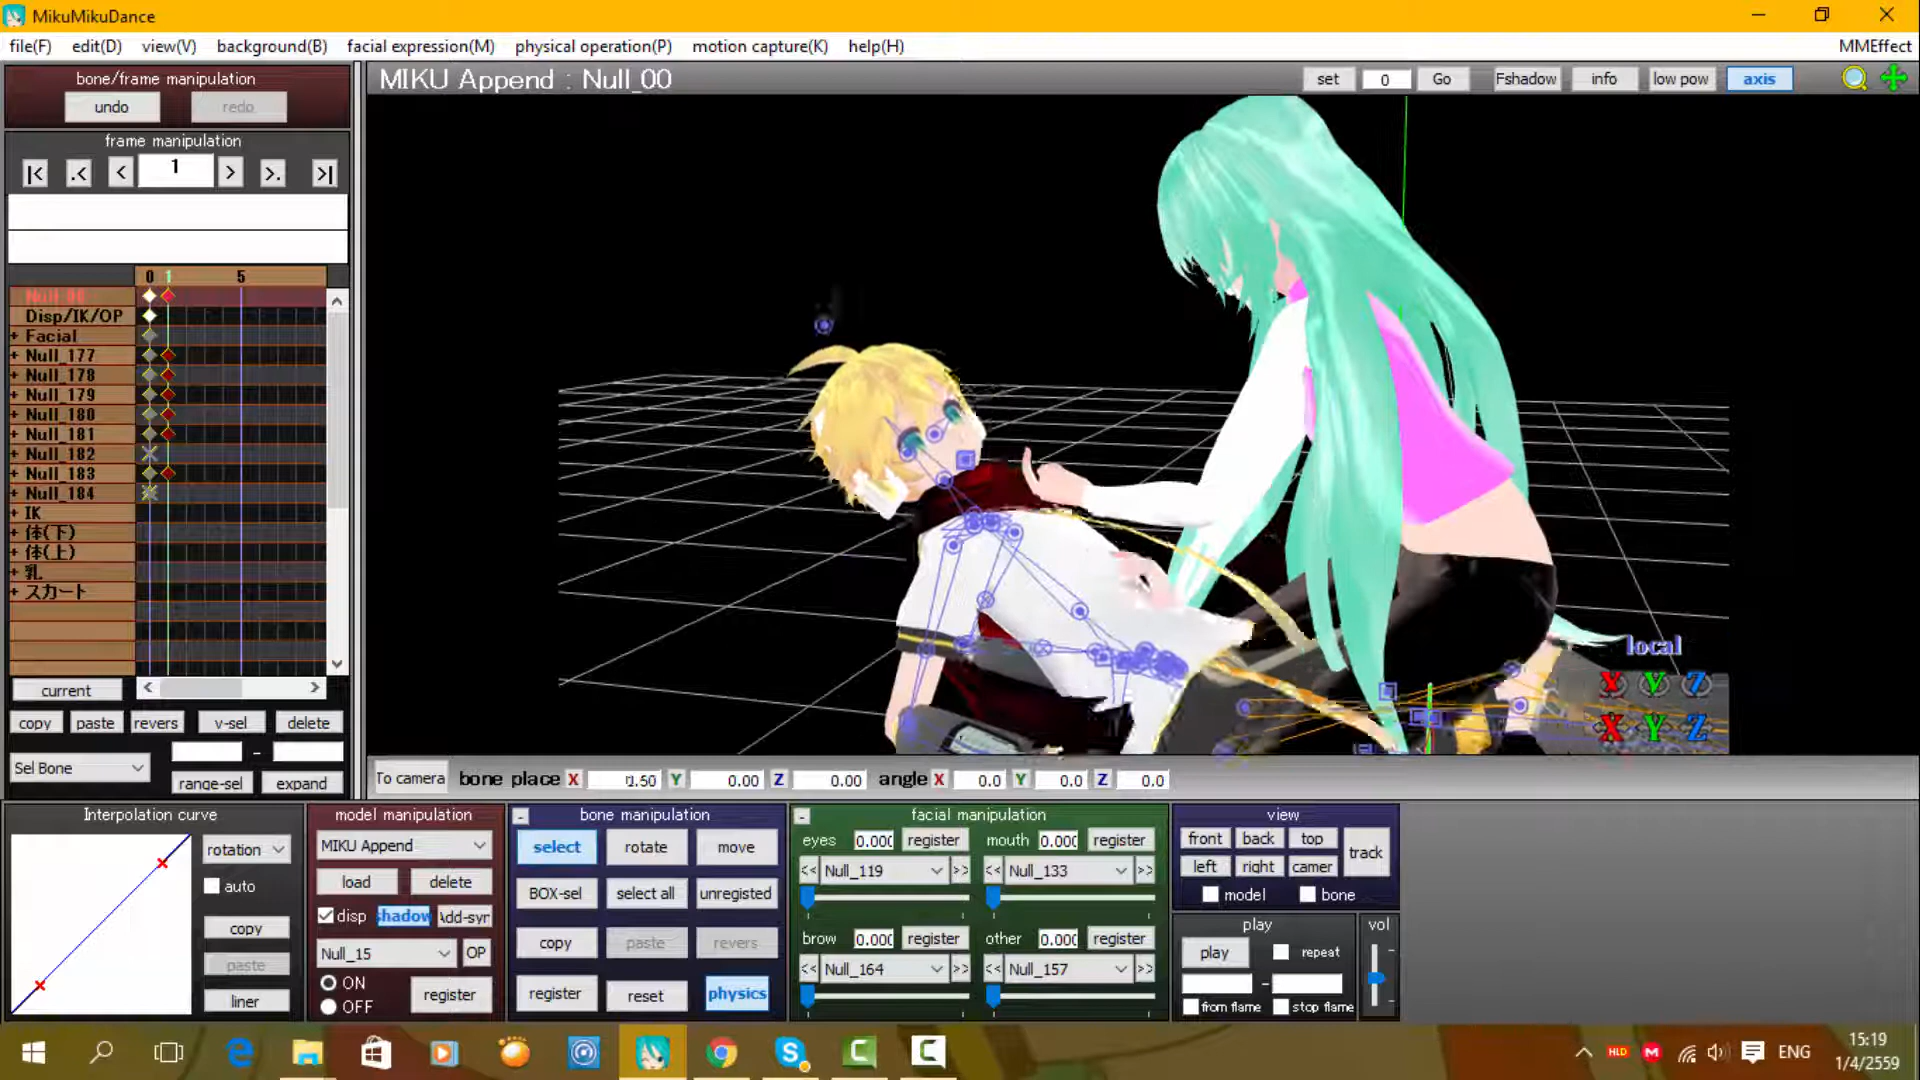 MikuMikuDance
file(F) edit(D) view(V) background(B) facial expression(M) physical operation(P) motion capture(K) help(H) MMEffect
bone/frame manipulation
undo redo
MIKU Append : Null_00
set 0 Go Fshadow info low pow axis
frame manipulation
|< .< < 1 > >. >|
0 1 5
Disp/IK/OP
+ Facial
+ Null_177
+ Null_178
+ Null_179
+ Null_180
+ Null_181
+ Null_182
+ Null_183
+ Null_184
+ IK
+ 体(下)
+ 体(上)
+ 乳
+ スカート
local
X Y Z
X Y Z
current < >
copy paste revers v-sel delete
-
Sel Bone range-sel expand
To camera bone place X 1.50 Y 0.00 Z 0.00 angle X 0.0 Y 0.0 Z 0.0
Interpolation curve
rotation
auto
copy
paste
liner
model manipulation
MIKU Append
load delete
disp shadow Add-syn
Null_15 OP
ON
OFF
register
- bone manipulation
select rotate move
BOX-sel select all unregisted
copy paste revers
register reset physics
- facial manipulation
eyes 0.000 register mouth 0.000 register
<< Null_119 >> << Null_133 >>
brow 0.000 register other 0.000 register
<< Null_164 >> << Null_157 >>
view
front back top
left right camer
track
model bone
play
play repeat
-
from flame stop flame
vol
HLD ENG
15:19
1/4/2559